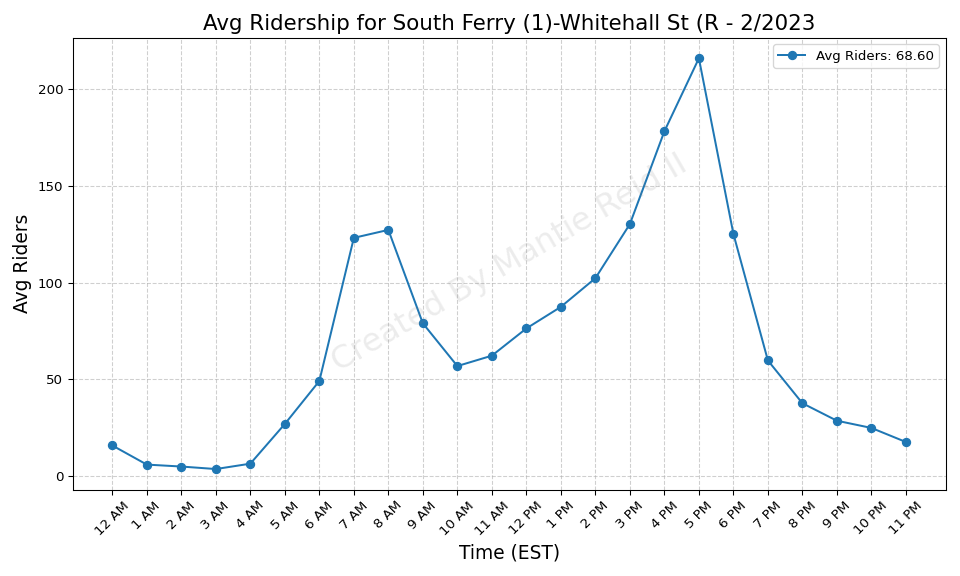 Avg Ridership for South Ferry (1)-Whitehall St (R - 2/2023
Avg Riders: 68.60
200
150
100
50
0
Avg Riders
Created By Mantie Reid II
12 AM
1 AM
2 AM
3 AM
4 AM
5 AM
6 AM
7 AM
8 AM
9 AM
10 AM
11 AM
12 PM
1 PM
2 PM
3 PM
4 PM
5 PM
6 PM
7 PM
8 PM
9 PM
10 PM
11 PM
Time (EST)